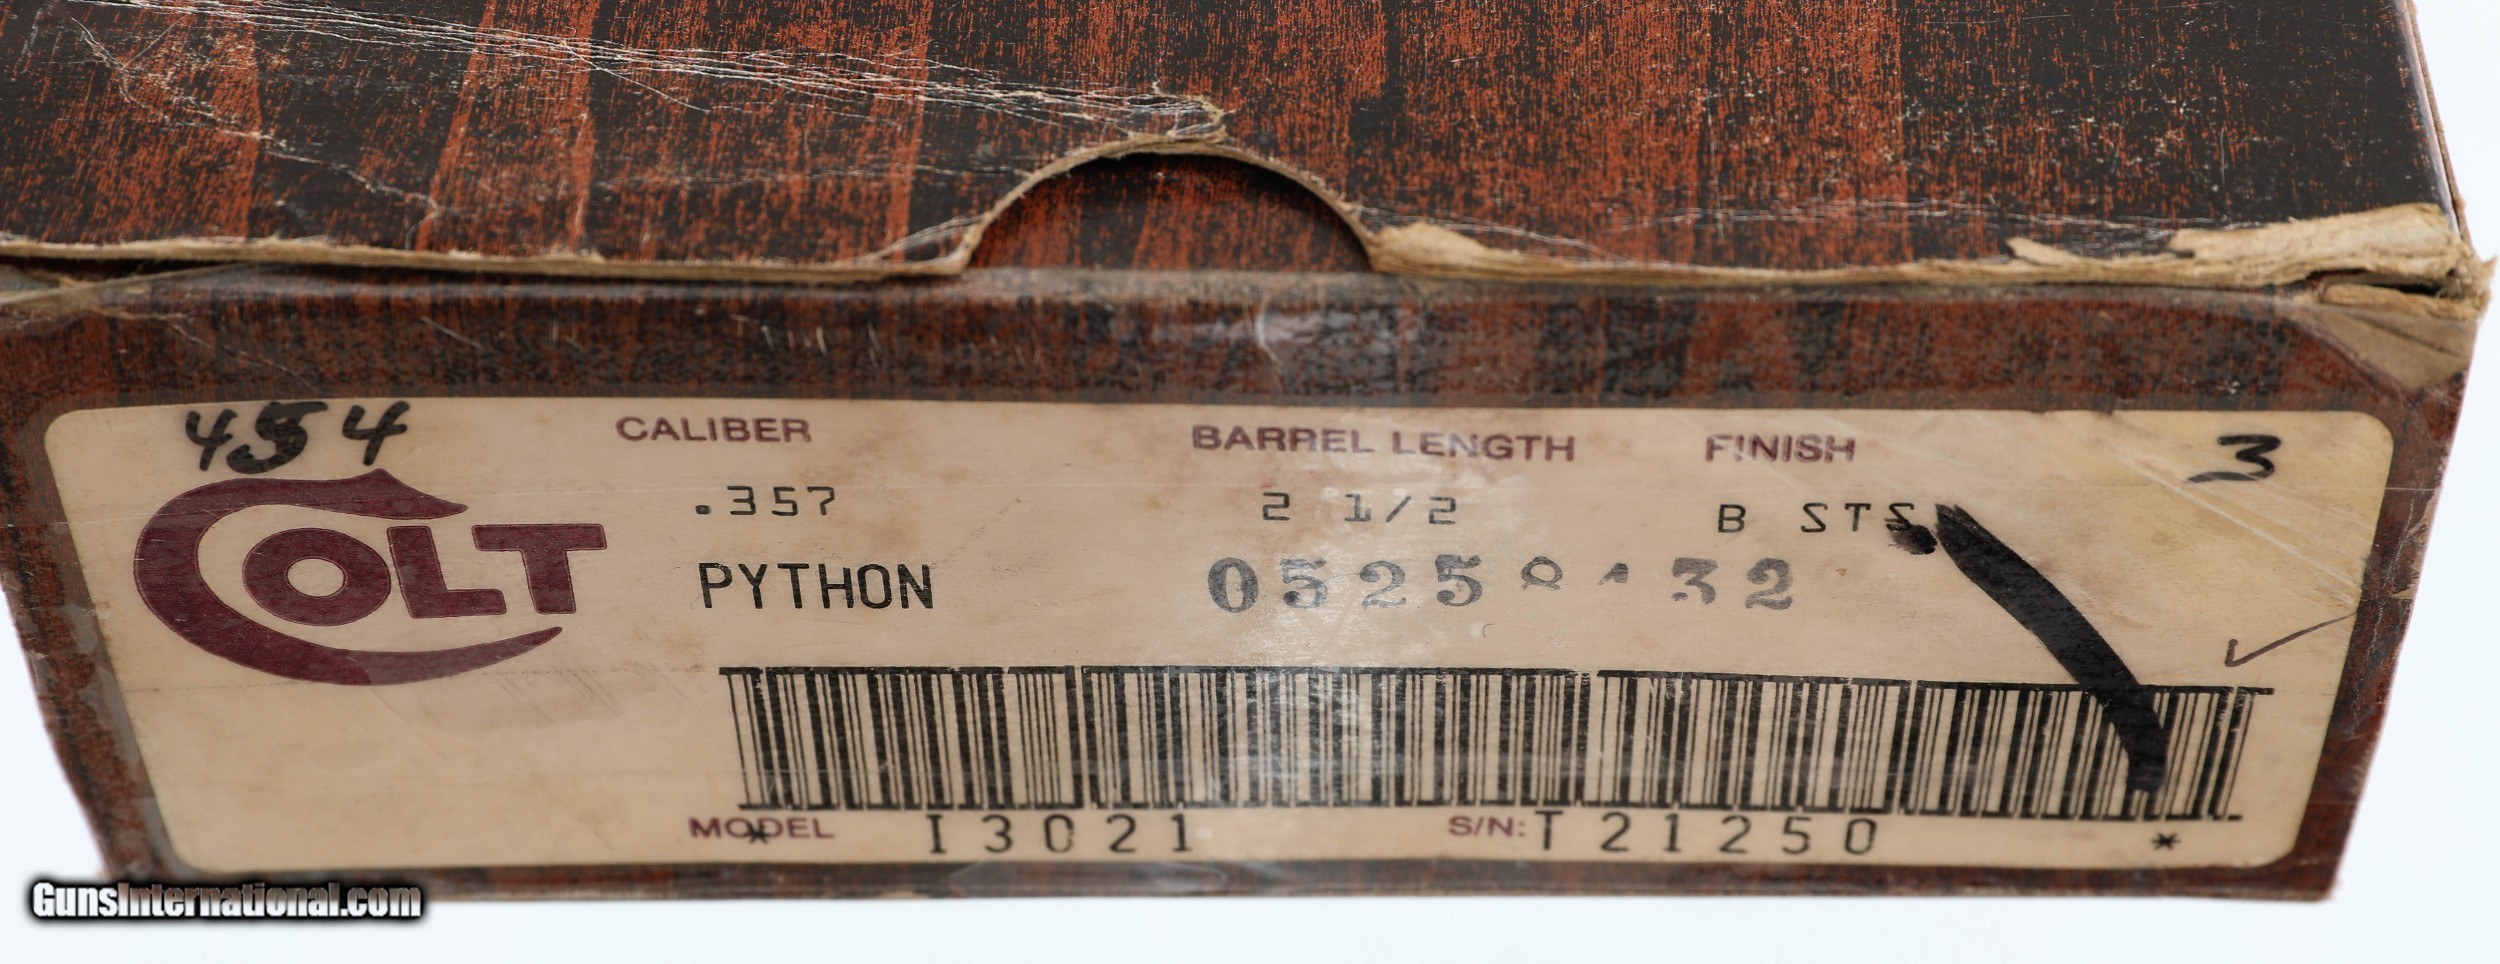 454
3
CALIBER BARREL LENGTH FINISH
.357 2 1/2 B STS
COLT
PYTHON
MODEL I3021 S/N: T21250
* *
GunsInternational.com